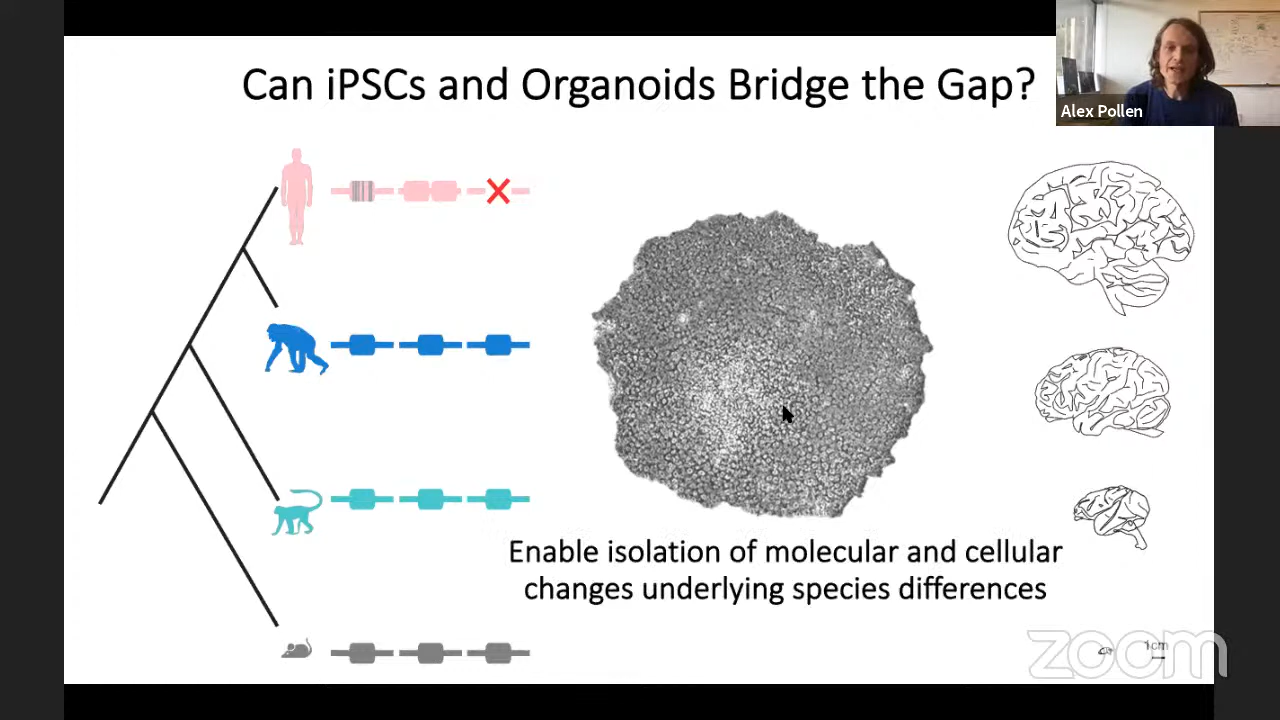 Can iPSCs and Organoids Bridge the Gap?
Alex Pollen
Enable isolation of molecular and cellular
changes underlying species differences
1cm
zoom